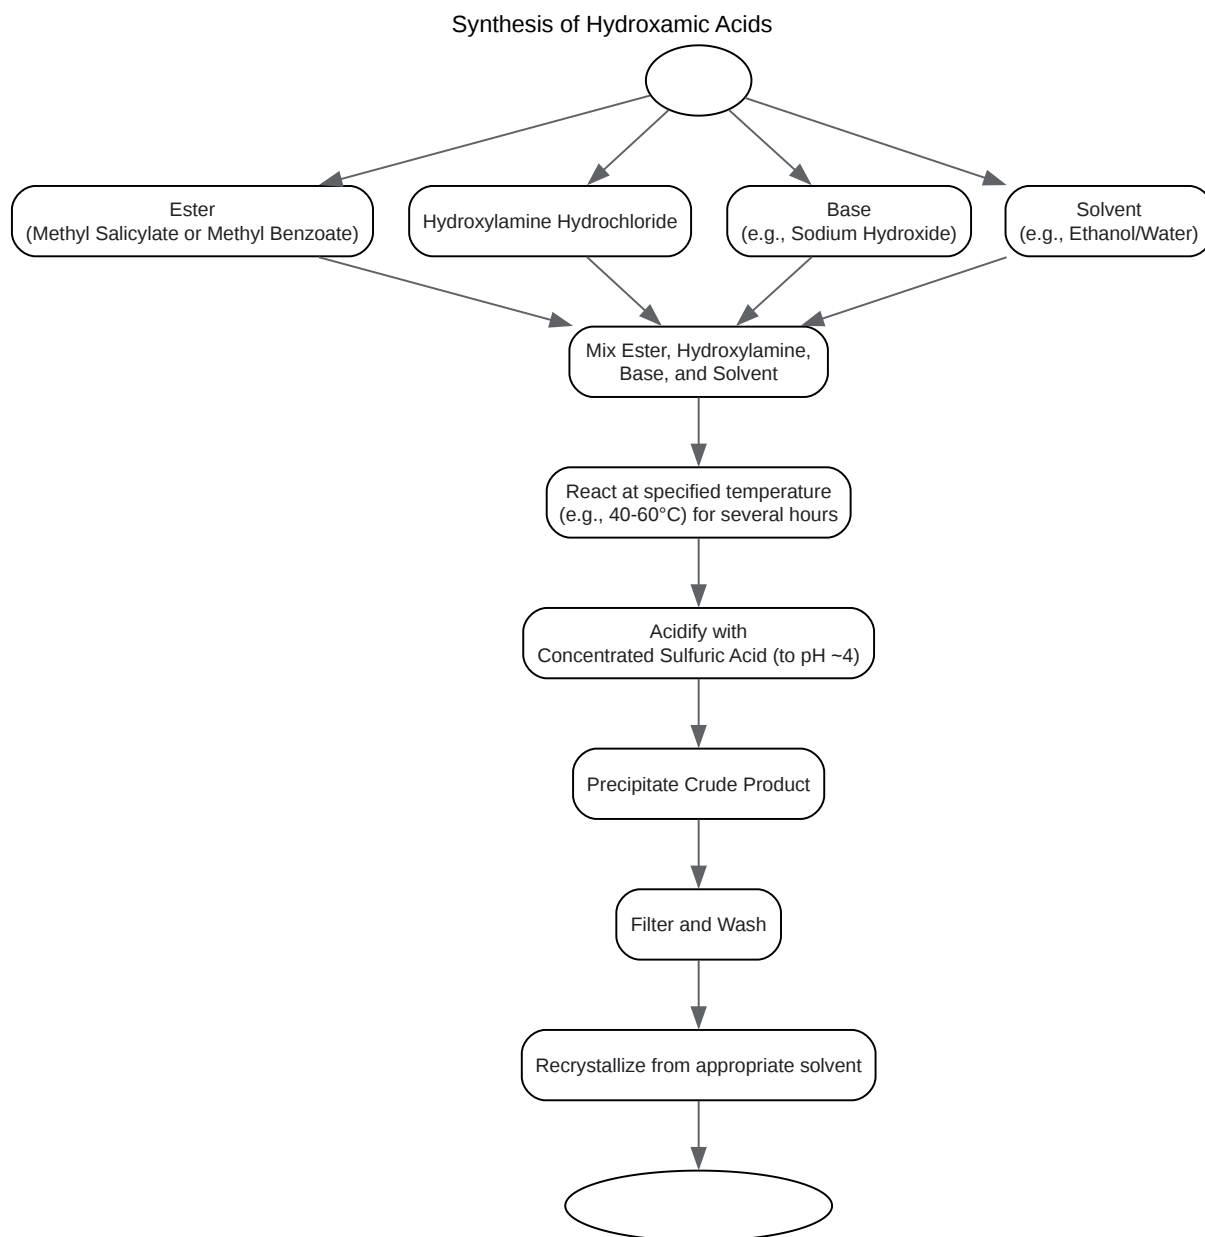 Synthesis of Hydroxamic Acids
Ester
(Methyl Salicylate or Methyl Benzoate)
Hydroxylamine Hydrochloride
Base
(e.g., Sodium Hydroxide)
Solvent
(e.g., Ethanol/Water)
Mix Ester, Hydroxylamine,
Base, and Solvent
React at specified temperature
(e.g., 40-60°C) for several hours
Acidify with
Concentrated Sulfuric Acid (to pH ~4)
Precipitate Crude Product
Filter and Wash
Recrystallize from appropriate solvent